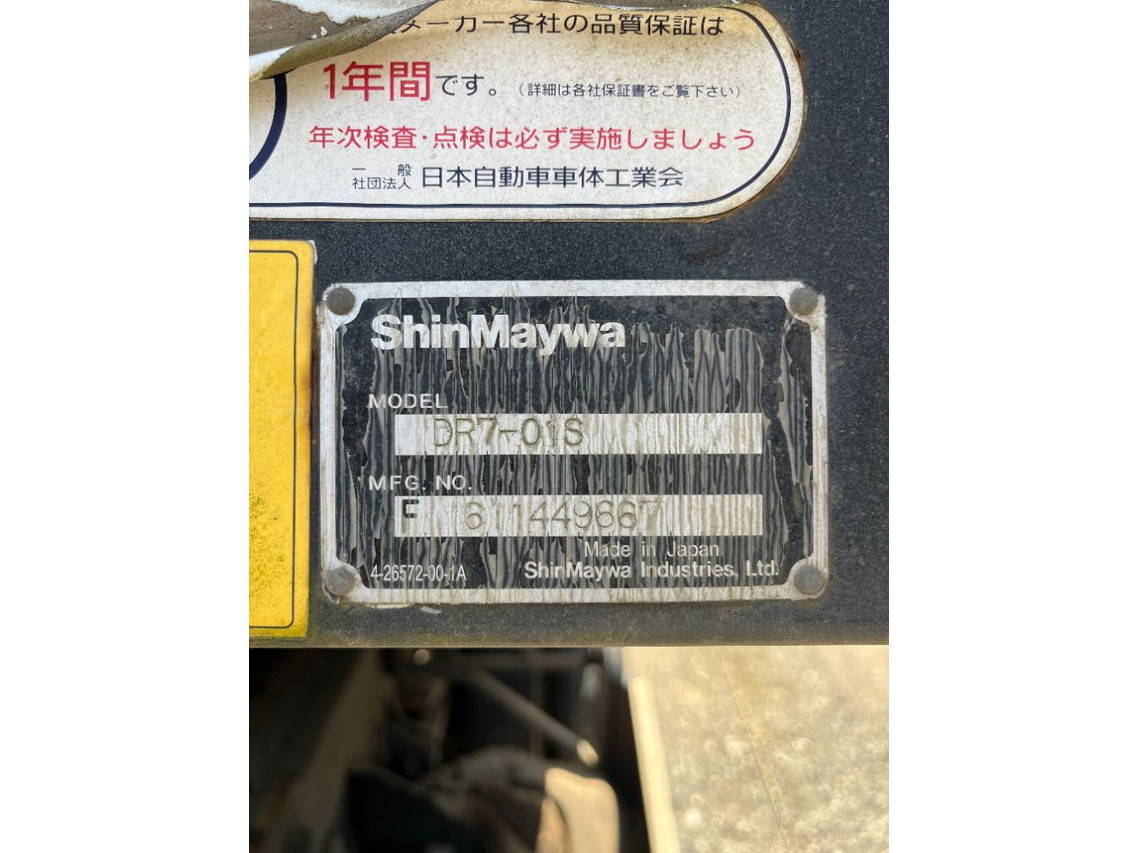 メーカー各社の品質保証は
1年間です。(詳細は各社保証書をご覧下さい)
年次検査・点検は必ず実施しましょう
一般社団法人 日本自動車車体工業会
ShinMaywa
MODEL
DR7-01S
MFG. NO.
611449667
Made in Japan
4-26572-00-1A ShinMaywa Industries, Ltd.